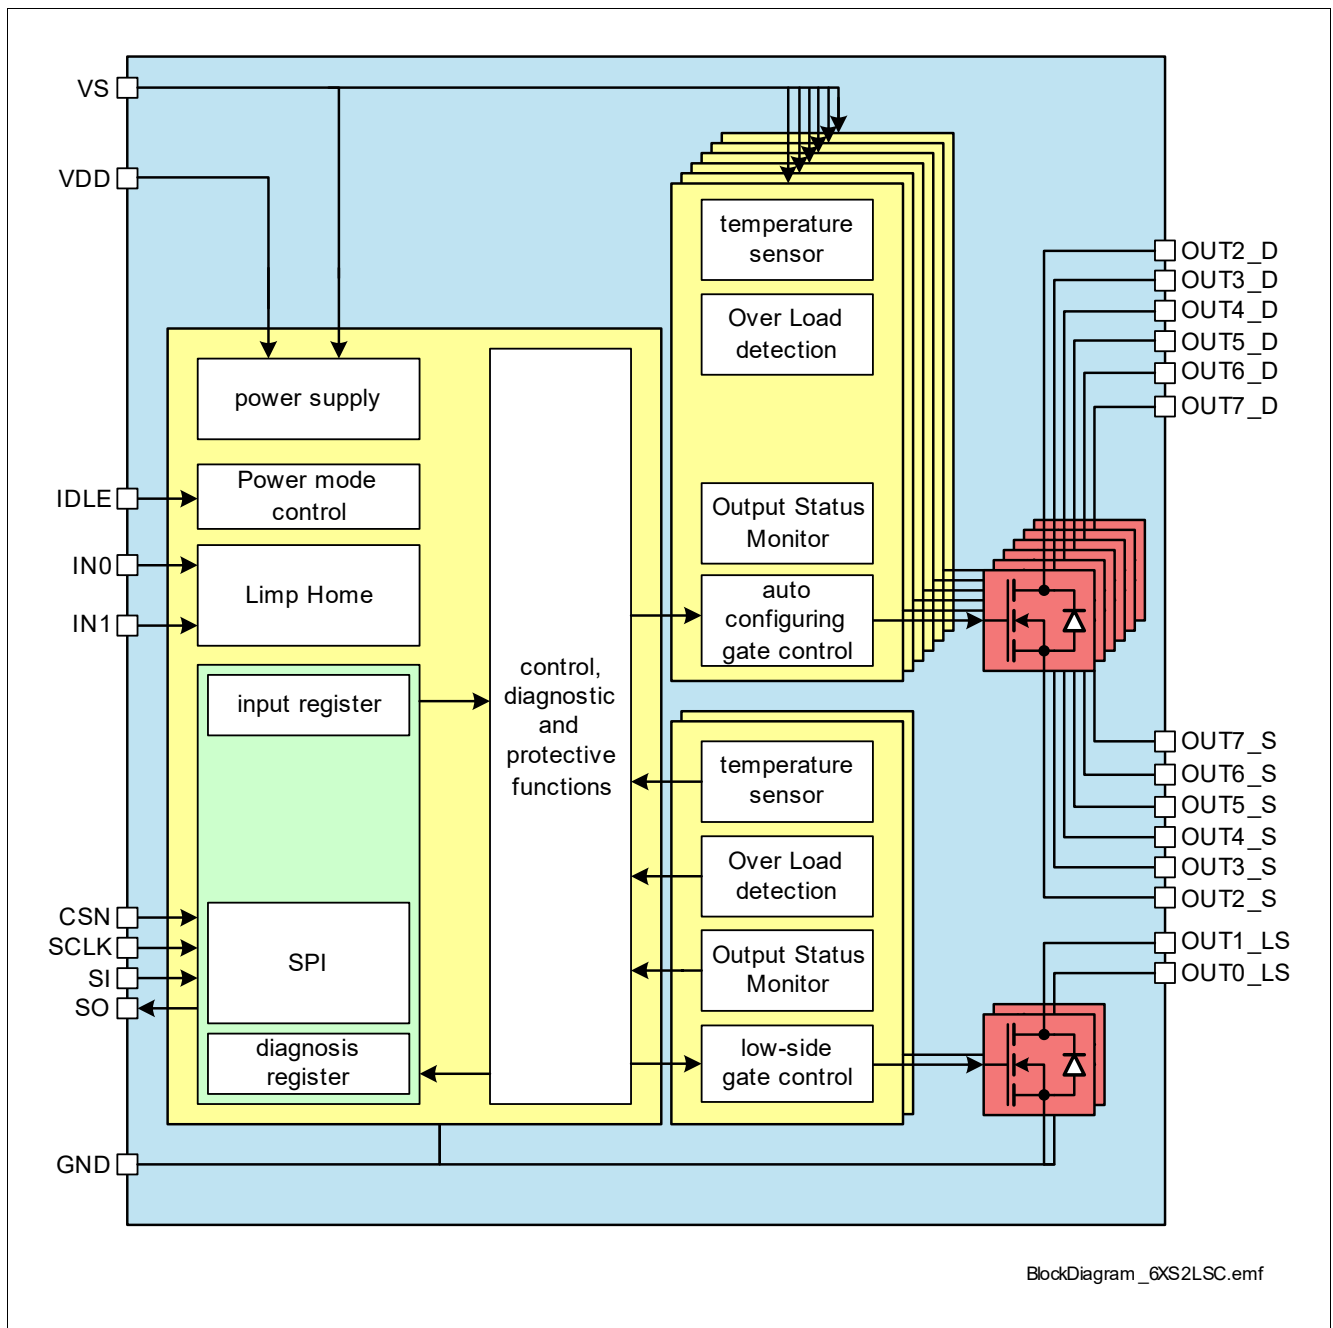 VS
VDD
IDLE
IN0
IN1
CSN
SCLK
SI
SO
GND
power supply
Power mode
control
Limp Home
input register
SPI
diagnosis
register
control,
diagnostic
and
protective
functions
temperature
sensor
Over Load
detection
Output Status
Monitor
auto
configuring
gate control
temperature
sensor
Over Load
detection
Output Status
Monitor
low-side
gate control
OUT2_D
OUT3_D
OUT4_D
OUT5_D
OUT6_D
OUT7_D
OUT7_S
OUT6_S
OUT5_S
OUT4_S
OUT3_S
OUT2_S
OUT1_LS
OUT0_LS
BlockDiagram_6XS2LSC.emf